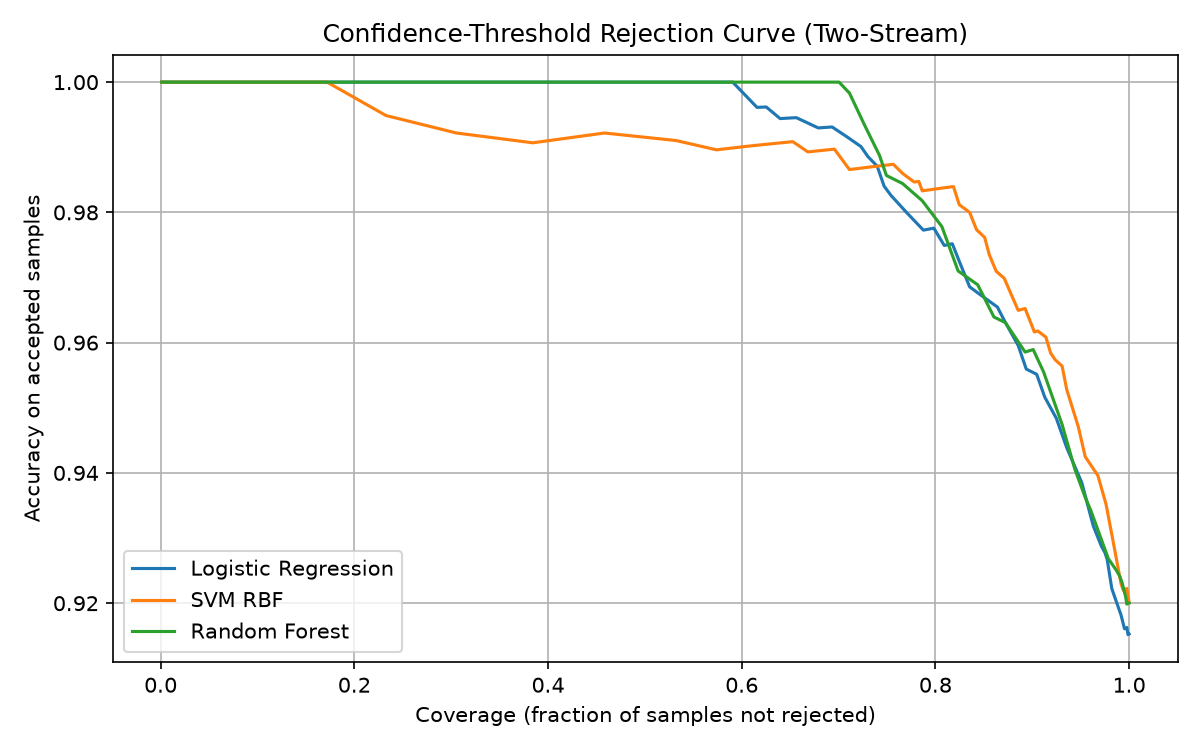 Confidence-Threshold Rejection Curve (Two-Stream)
Accuracy on accepted samples
1.00
0.98
0.96
0.94
0.92
Logistic Regression
SVM RBF
Random Forest
0.0 0.2 0.4 0.6 0.8 1.0
Coverage (fraction of samples not rejected)